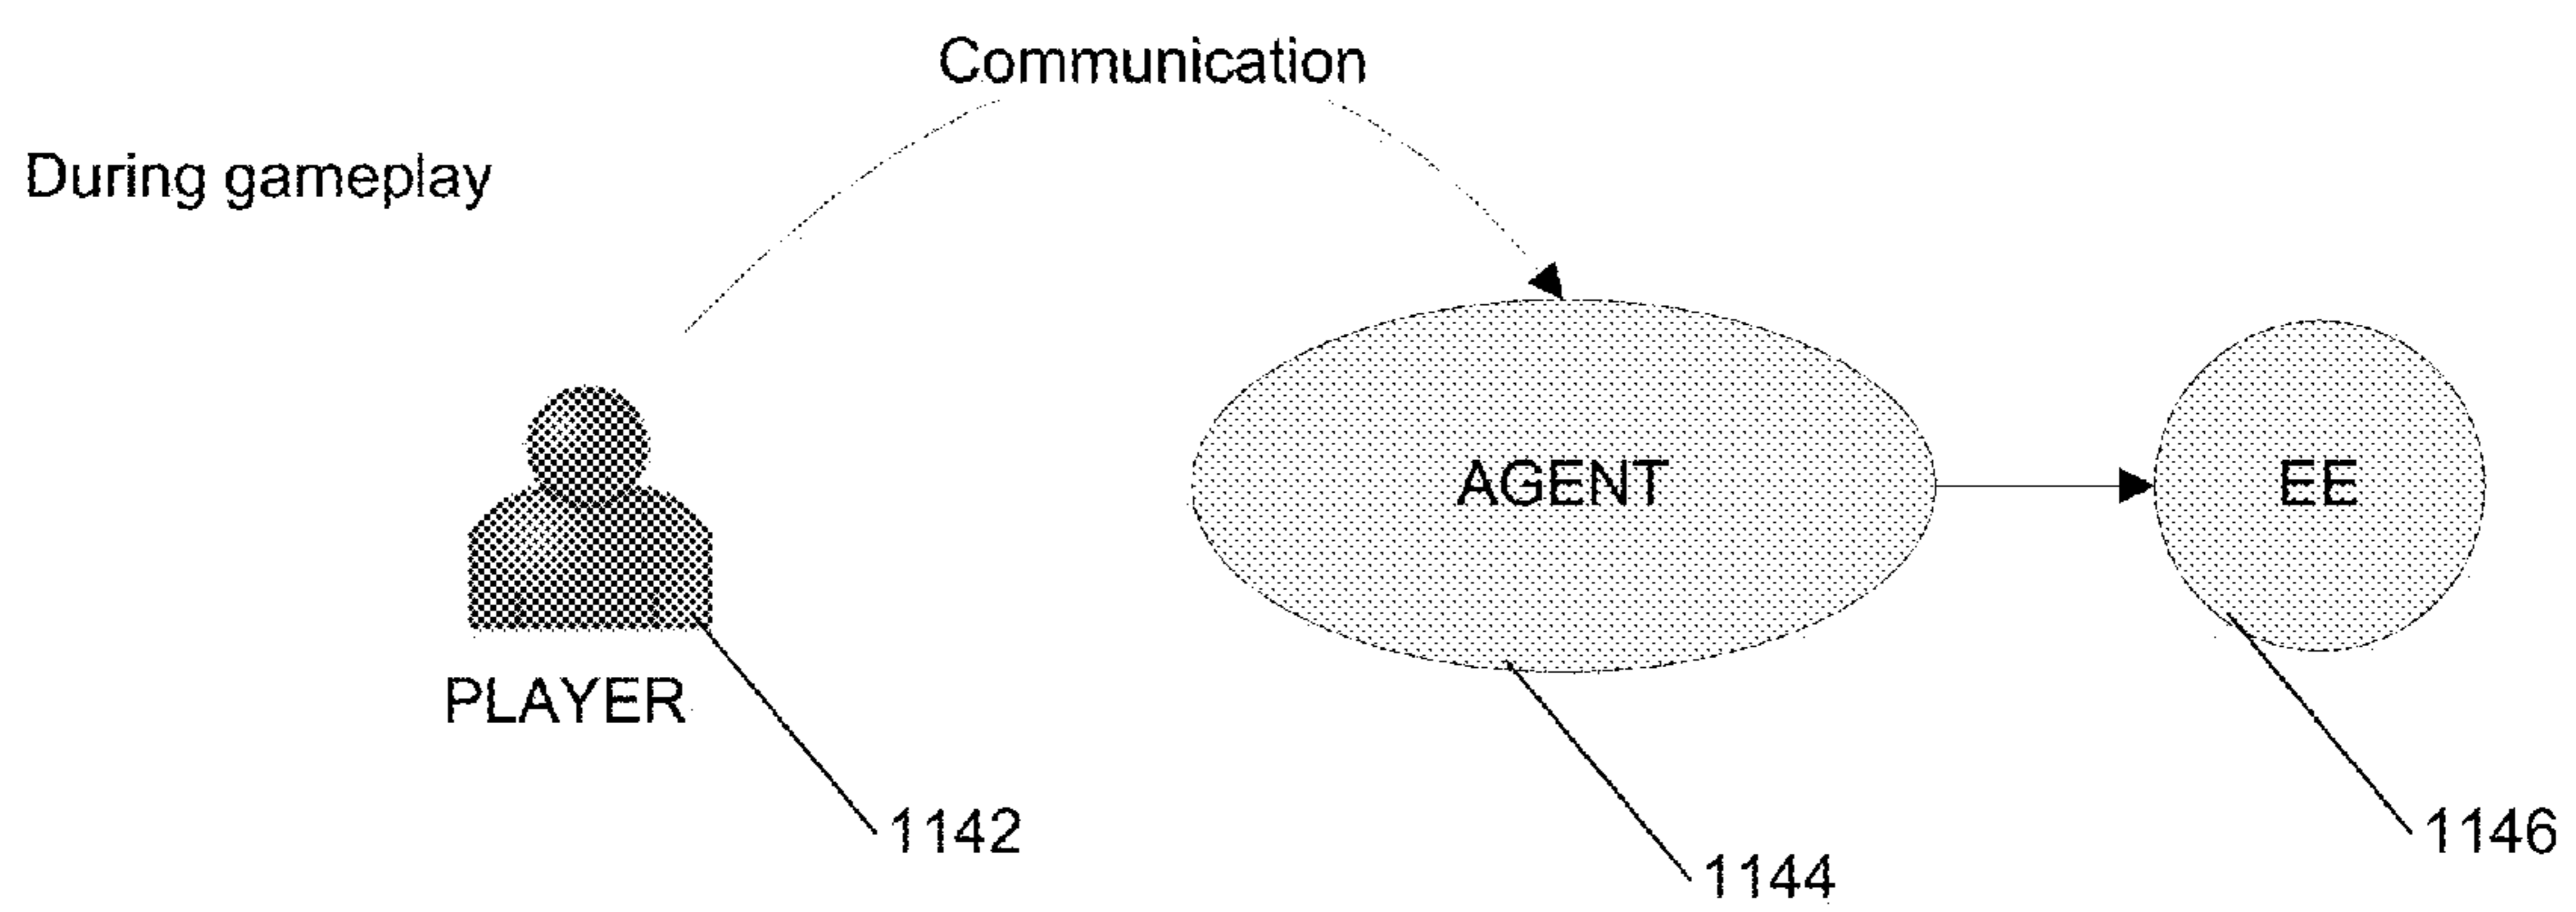 Communication
During gameplay
AGENT
EE
PLAYER
1142
1146
1144